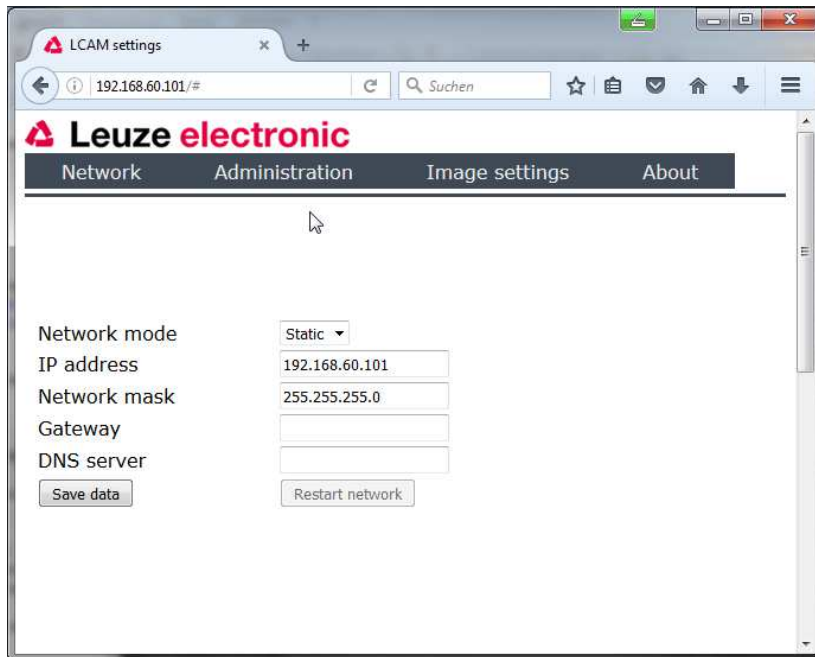 LCAM settings
192.168.60.101/#
Suchen
Leuze electronic
Network Administration Image settings About
Network mode Static
IP address 192.168.60.101
Network mask 255.255.255.0
Gateway
DNS server
Save data Restart network